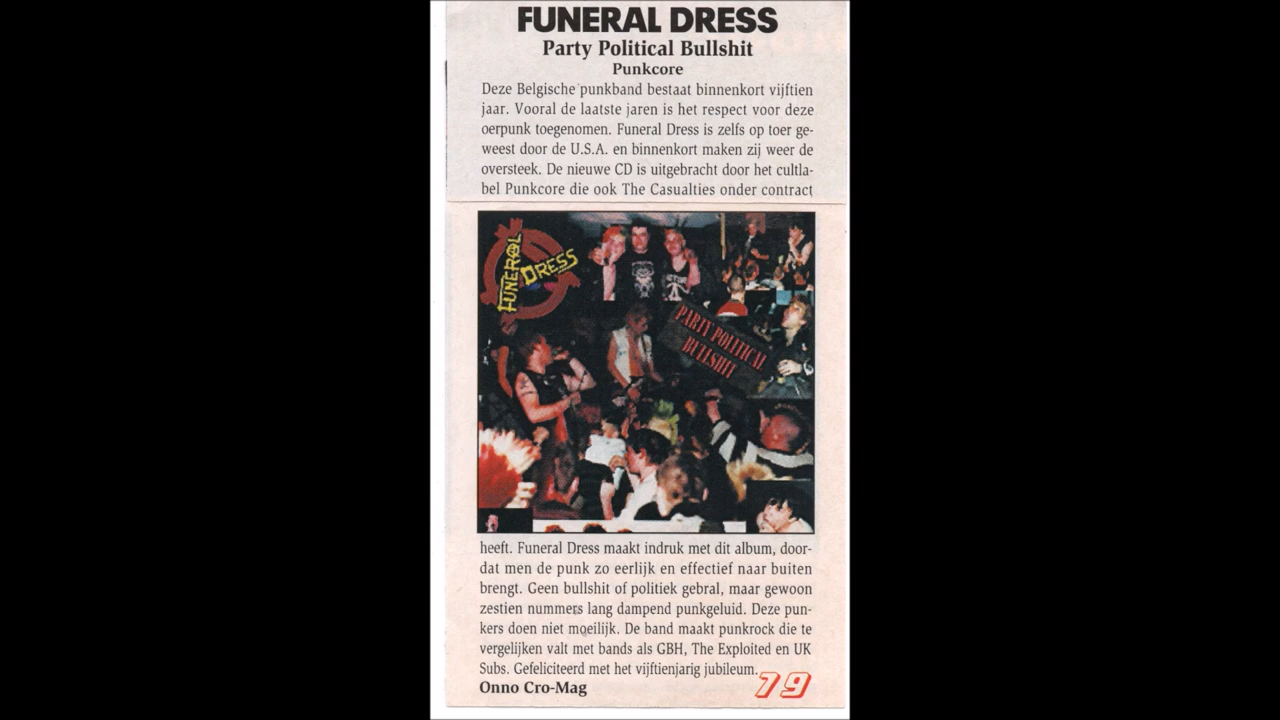 FUNERAL DRESS
Party Political Bullshit
Punkcore
Deze Belgische punkband bestaat binnenkort vijftien
jaar. Vooral de laatste jaren is het respect voor deze
oerpunk toegenomen. Funeral Dress is zelfs op toer ge-
weest door de U.S.A. en binnenkort maken zij weer de
oversteek. De nieuwe CD is uitgebracht door het cultla-
bel Punkcore die ook The Casualties onder contract
FUNERAL
DRESS
PARTY POLITICAL
BULLSHIT
heeft. Funeral Dress maakt indruk met dit album, door-
dat men de punk zo eerlijk en effectief naar buiten
brengt. Geen bullshit of politiek gebral, maar gewoon
zestien nummers lang dampend punkgeluid. Deze pun-
kers doen niet moeilijk. De band maakt punkrock die te
vergelijken valt met bands als GBH, The Exploited en UK
Subs. Gefeliciteerd met het vijftienjarig jubileum.
Onno Cro-Mag
79